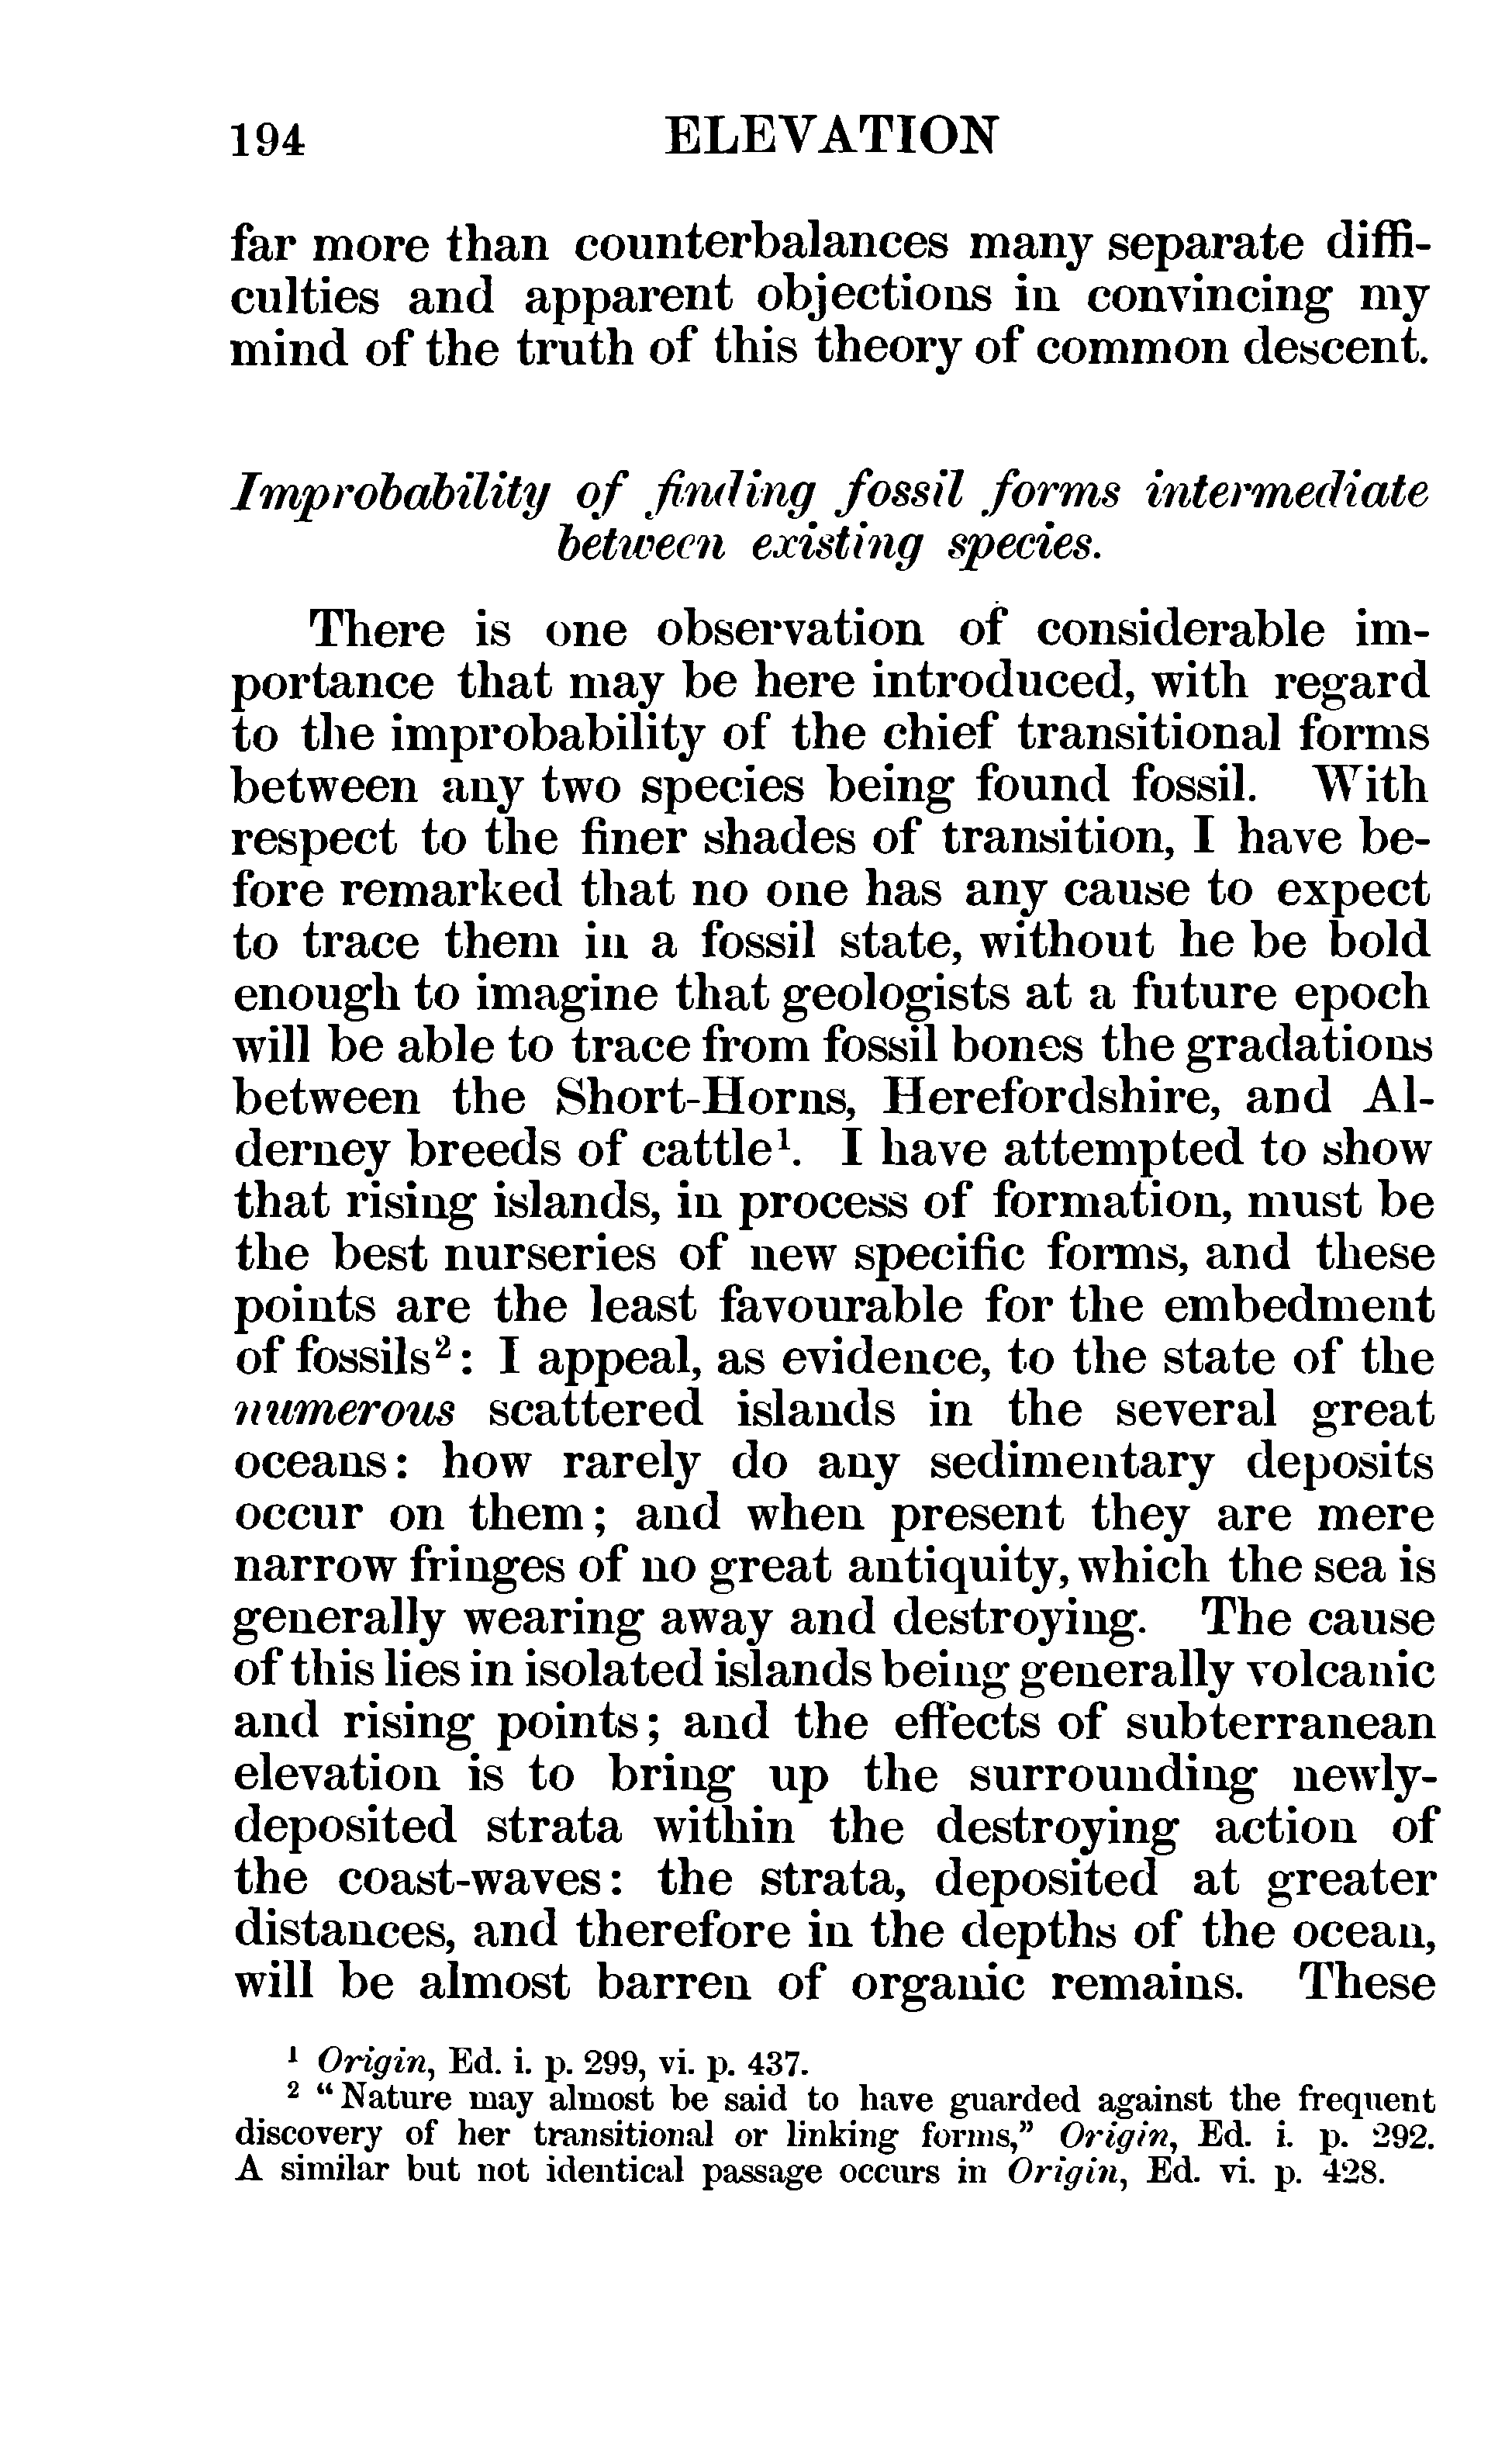 194 ELEVATION
far more than counterbalances many separate diffi-
culties and apparent objections in convincing my
mind of the truth of this theory of common descent.
Improbability of finding fossil forms intermediate
between existing species.
There is one observation of considerable im-
portance that may be here introduced, with regard
to the improbability of the chief transitional forms
between any two species being found fossil. With
respect to the finer shades of transition, I have be-
fore remarked that no one has any cause to expect
to trace them in a fossil state, without he be bold
enough to imagine that geologists at a future epoch
will be able to trace from fossil bones the gradations
between the Short-Horns, Herefordshire, and Al-
derney breeds of cattle¹. I have attempted to show
that rising islands, in process of formation, must be
the best nurseries of new specific forms, and these
points are the least favourable for the embedment
of fossils²: I appeal, as evidence, to the state of the
numerous scattered islands in the several great
oceans: how rarely do any sedimentary deposits
occur on them; and when present they are mere
narrow fringes of no great antiquity, which the sea is
generally wearing away and destroying. The cause
of this lies in isolated islands being generally volcanic
and rising points; and the effects of subterranean
elevation is to bring up the surrounding newly-
deposited strata within the destroying action of
the coast-waves: the strata, deposited at greater
distances, and therefore in the depths of the ocean,
will be almost barren of organic remains. These
¹ Origin, Ed. i. p. 299, vi. p. 437.
² "Nature may almost be said to have guarded against the frequent
discovery of her transitional or linking forms," Origin, Ed. i. p. 292.
A similar but not identical passage occurs in Origin, Ed. vi. p. 428.